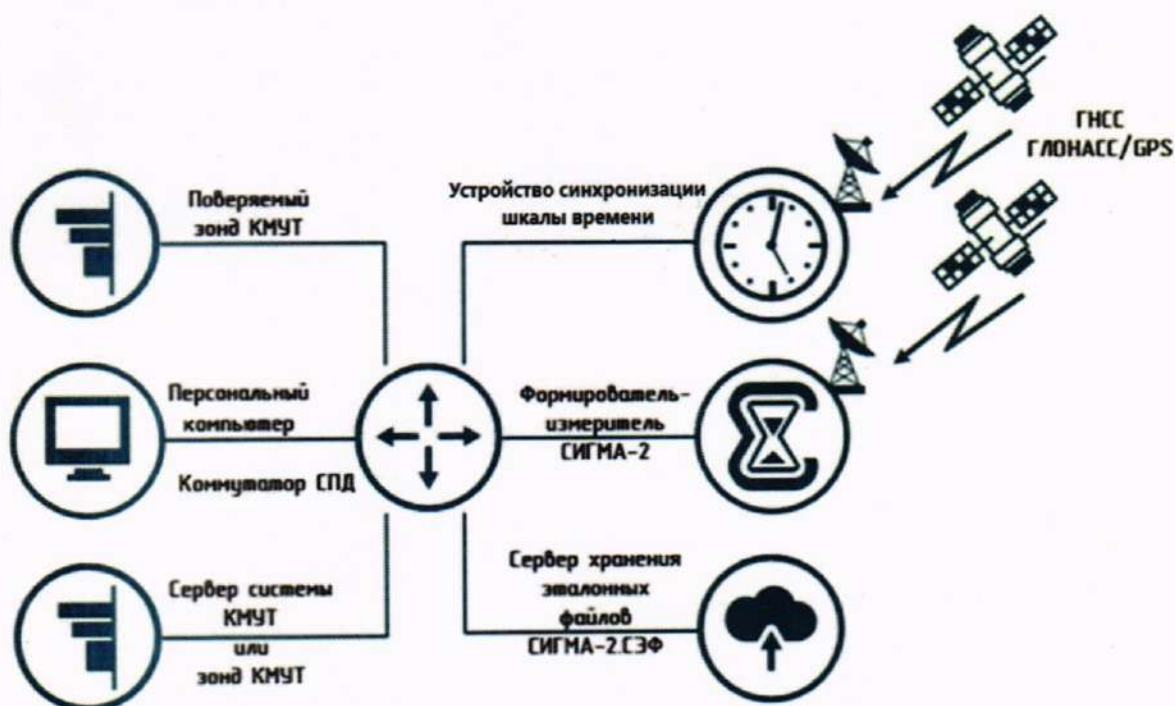 ГНСС
ГЛОНАСС/GPS
Поверяемый
зонд КМУТ
Устройство синхронизации
шкалы времени
Персональный
компьютер
Формирователь-
измеритель
СИГМА-2
Коммутатор СПД
Сервер системы
КМУТ
или
зонд КМУТ
Сервер хранения
эталонных
файлов
СИГМА-2.СЭФ